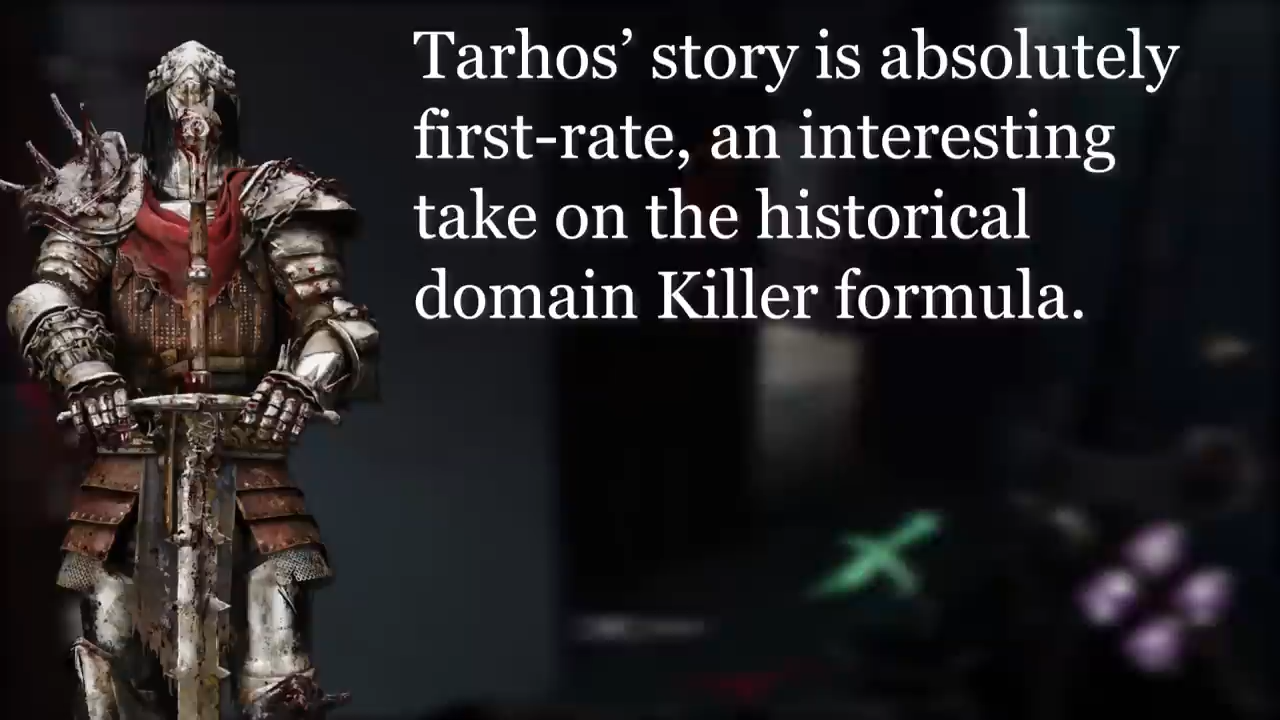 Tarhos’ story is absolutely
first-rate, an interesting
take on the historical
domain Killer formula.